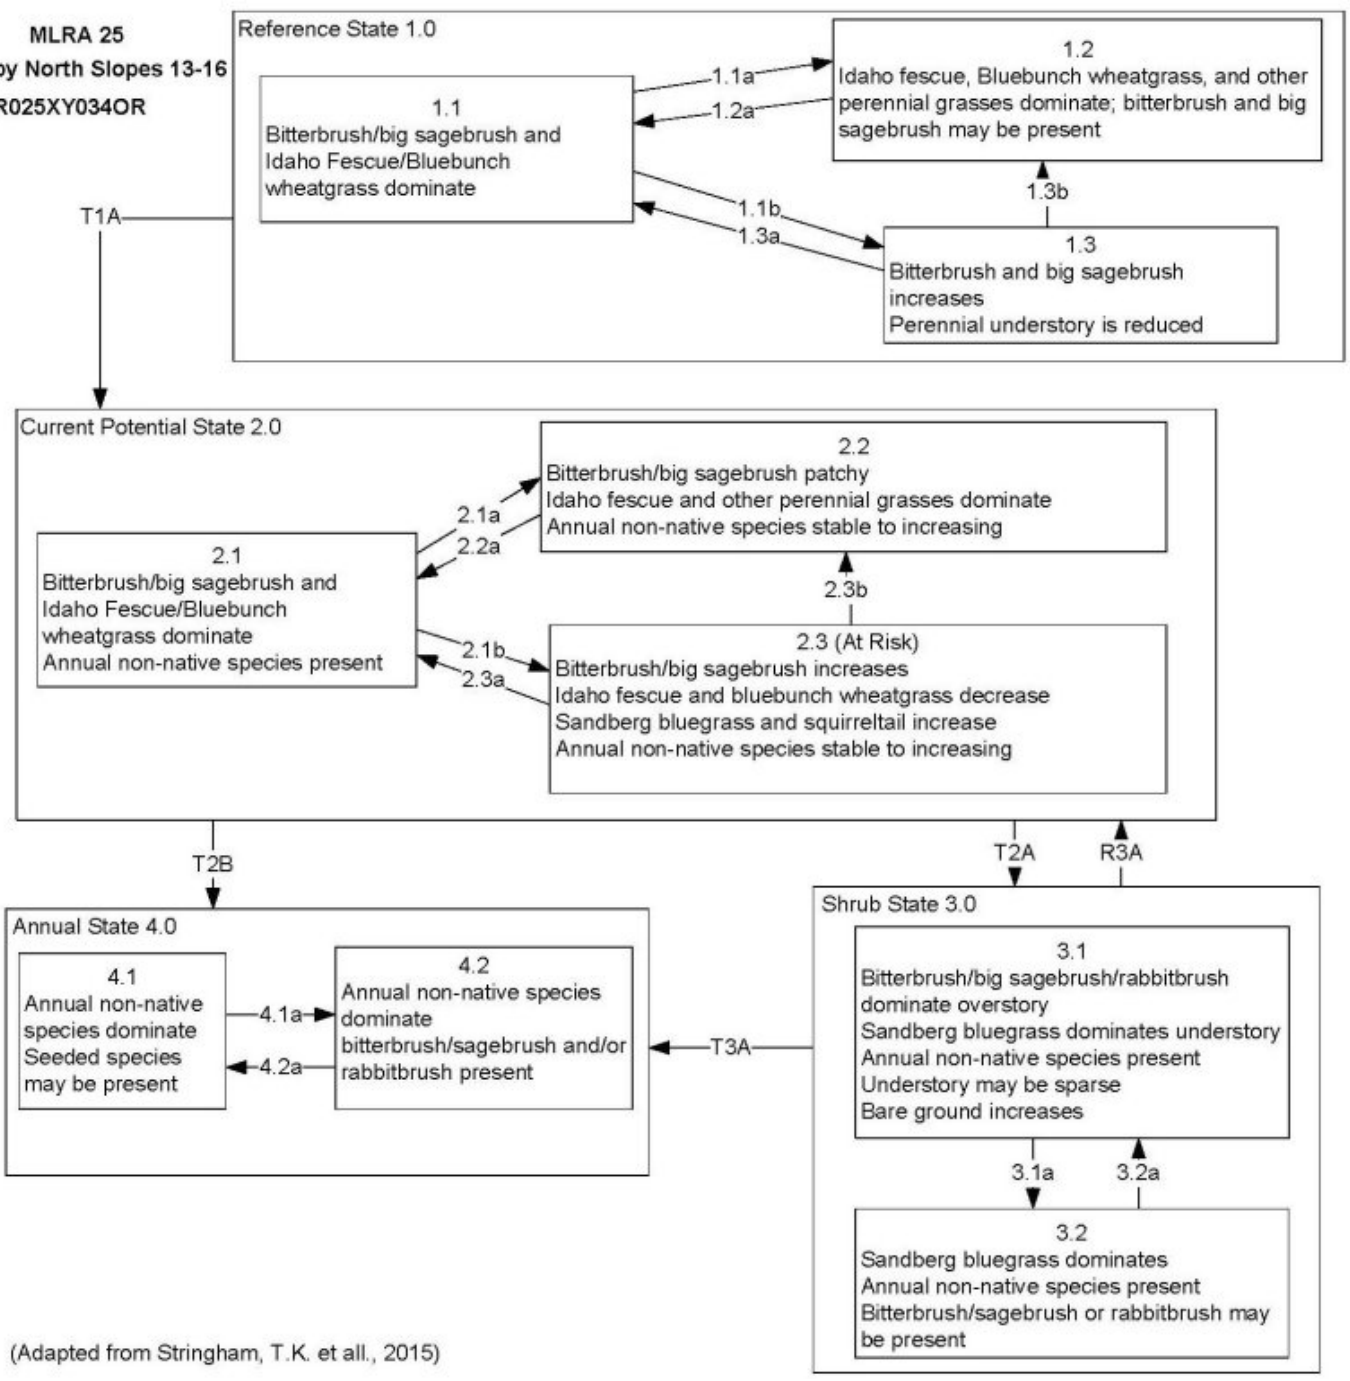 MLRA 25
by North Slopes 13-16
R025XY034OR
Reference State 1.0
1.1
Bitterbrush/big sagebrush and
Idaho Fescue/Bluebunch
wheatgrass dominate
1.1a
1.2a
1.2
Idaho fescue, Bluebunch wheatgrass, and other
perennial grasses dominate; bitterbrush and big
sagebrush may be present
1.3b
1.1b
1.3a
1.3
Bitterbrush and big sagebrush
increases
Perennial understory is reduced
T1A
Current Potential State 2.0
2.1
Bitterbrush/big sagebrush and
Idaho Fescue/Bluebunch
wheatgrass dominate
Annual non-native species present
2.1a
2.2a
2.2
Bitterbrush/big sagebrush patchy
Idaho fescue and other perennial grasses dominate
Annual non-native species stable to increasing
2.3b
2.1b
2.3a
2.3 (At Risk)
Bitterbrush/big sagebrush increases
Idaho fescue and bluebunch wheatgrass decrease
Sandberg bluegrass and squirreltail increase
Annual non-native species stable to increasing
T2B
T2A
R3A
Annual State 4.0
4.1
Annual non-native
species dominate
Seeded species
may be present
4.1a
4.2a
4.2
Annual non-native species
dominate
bitterbrush/sagebrush and/or
rabbitbrush present
T3A
Shrub State 3.0
3.1
Bitterbrush/big sagebrush/rabbitbrush
dominate overstory
Sandberg bluegrass dominates understory
Annual non-native species present
Understory may be sparse
Bare ground increases
3.1a
3.2a
3.2
Sandberg bluegrass dominates
Annual non-native species present
Bitterbrush/sagebrush or rabbitbrush may
be present
(Adapted from Stringham, T.K. et all., 2015)